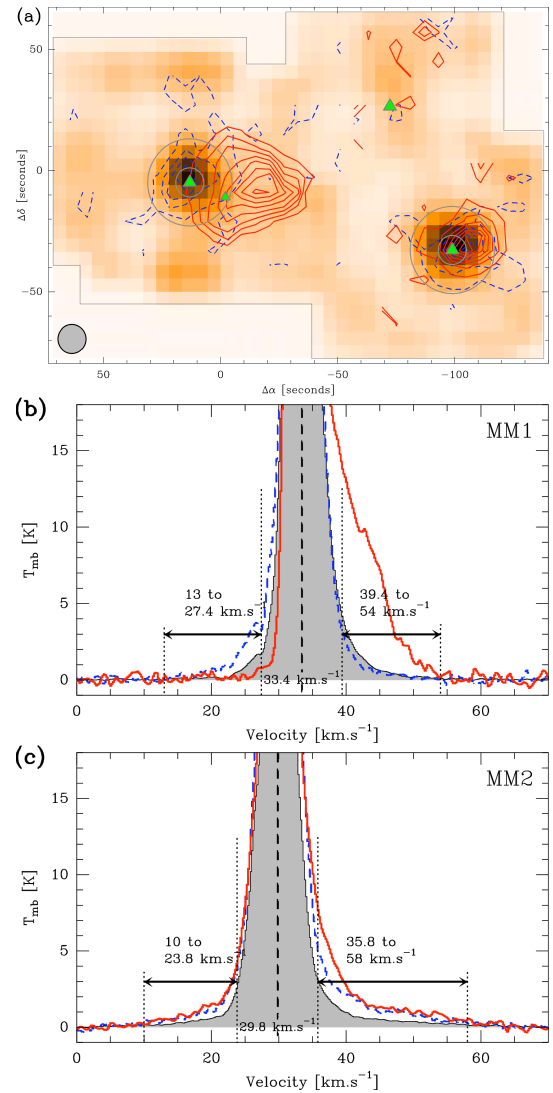 (a)
50
0
−50
Δδ [seconds]
50
0
−50
−100
Δα [seconds]
(b)
MM1
15
10
5
0
T_mb [K]
13 to
27.4 km.s⁻¹
39.4 to
54 km.s⁻¹
33.4 km.s⁻¹
0
20
40
60
Velocity [km.s⁻¹]
(c)
MM2
15
10
5
0
T_mb [K]
10 to
23.8 km.s⁻¹
35.8 to
58 km.s⁻¹
29.8 km.s⁻¹
0
20
40
60
Velocity [km.s⁻¹]